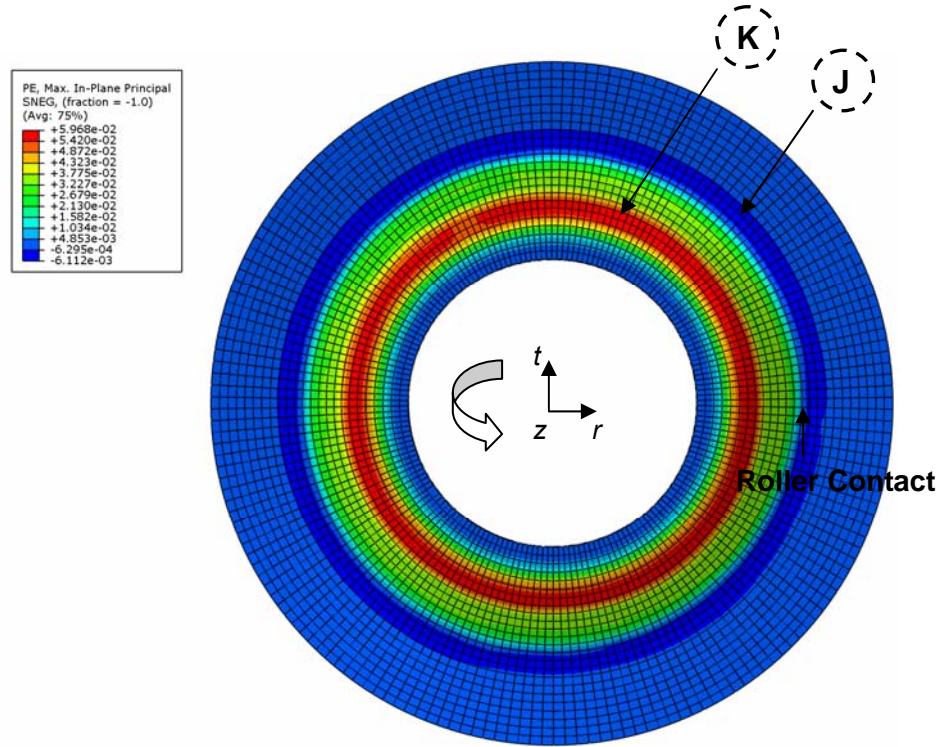 K
J
PE, Max. In-Plane Principal
SNEG, (fraction = -1.0)
(Avg: 75%)
+5.968e-02
+5.420e-02
+4.872e-02
+4.323e-02
+3.775e-02
+3.227e-02
+2.679e-02
+2.130e-02
+1.582e-02
+1.034e-02
+4.853e-03
-6.295e-04
-6.112e-03
t
z r
Roller Contact